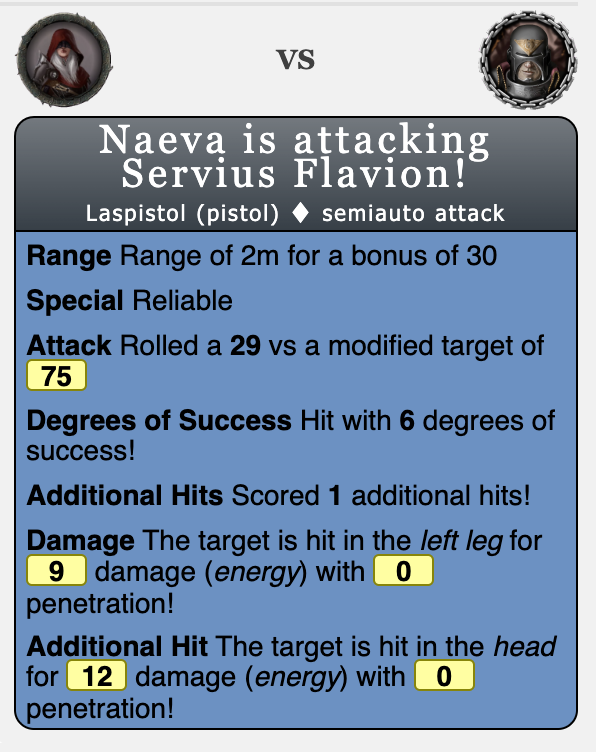 vs
Naeva is attacking
Servius Flavion!
Laspistol (pistol) ♦ semiauto attack
Range Range of 2m for a bonus of 30
Special Reliable
Attack Rolled a 29 vs a modified target of
75
Degrees of Success Hit with 6 degrees of
success!
Additional Hits Scored 1 additional hits!
Damage The target is hit in the left leg for
9 damage (energy) with 0
penetration!
Additional Hit The target is hit in the head
for 12 damage (energy) with 0
penetration!